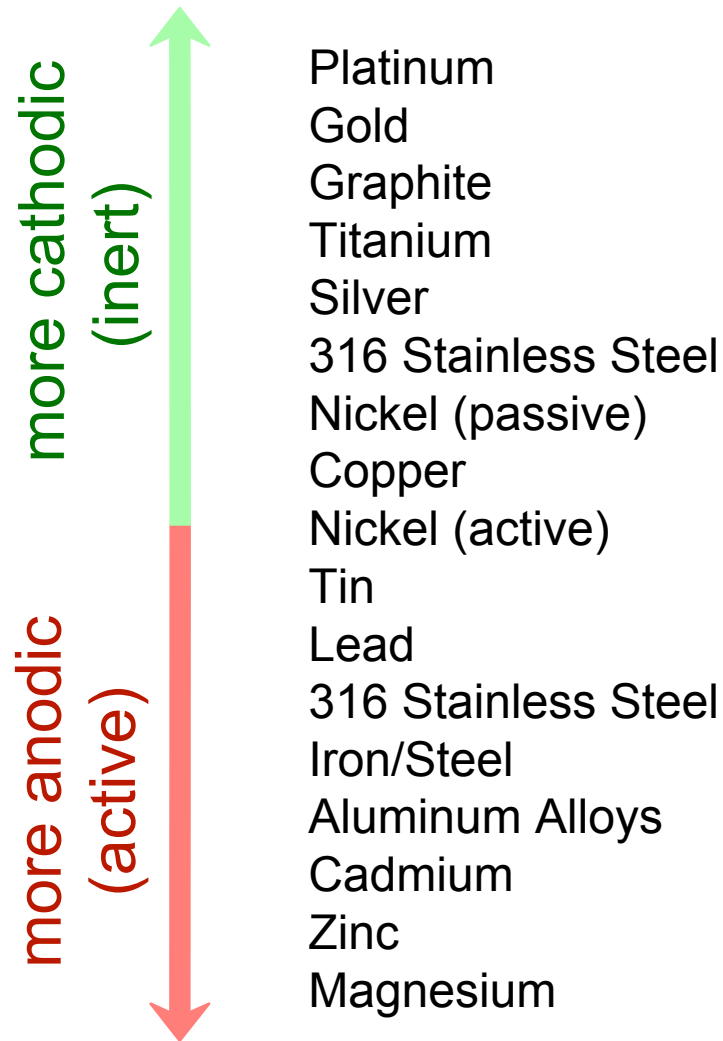 more cathodic
(inert)
more anodic
(active)
Platinum
Gold
Graphite
Titanium
Silver
316 Stainless Steel
Nickel (passive)
Copper
Nickel (active)
Tin
Lead
316 Stainless Steel
Iron/Steel
Aluminum Alloys
Cadmium
Zinc
Magnesium